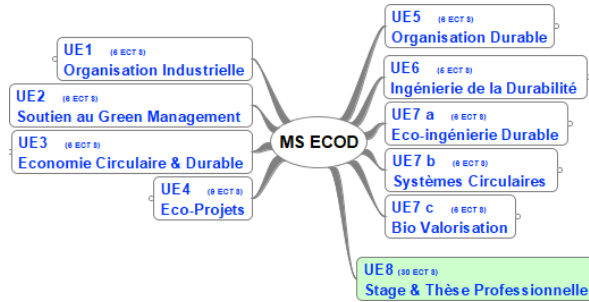 UE1 (6 ECTS)
Organisation Industrielle
UE2 (6 ECTS)
Soutien au Green Management
UE3 (6 ECTS)
Economie Circulaire & Durable
UE4 (9 ECTS)
Eco-Projets
MS ECOD
UE5 (6 ECTS)
Organisation Durable
UE6 (5 ECTS)
Ingénierie de la Durabilité
UE7 a (6 ECTS)
Eco-ingénierie Durable
UE7 b (6 ECTS)
Systèmes Circulaires
UE7 c (6 ECTS)
Bio Valorisation
UE8 (30 ECTS)
Stage & Thèse Professionnelle